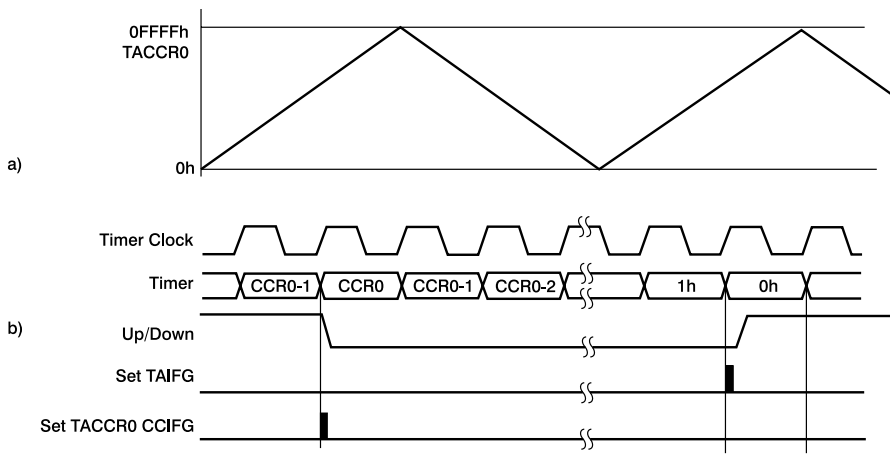 0FFFFh
TACCR0
0h
a)
Timer Clock
Timer CCR0-1 CCR0 CCR0-1 CCR0-2 1h 0h
b)
Up/Down
Set TAIFG
Set TACCR0 CCIFG